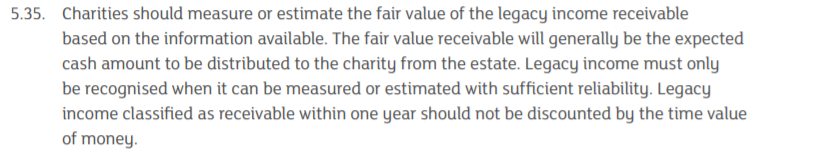 5.35. Charities should measure or estimate the fair value of the legacy income receivable
based on the information available. The fair value receivable will generally be the expected
cash amount to be distributed to the charity from the estate. Legacy income must only
be recognised when it can be measured or estimated with sufficient reliability. Legacy
income classified as receivable within one year should not be discounted by the time value
of money.